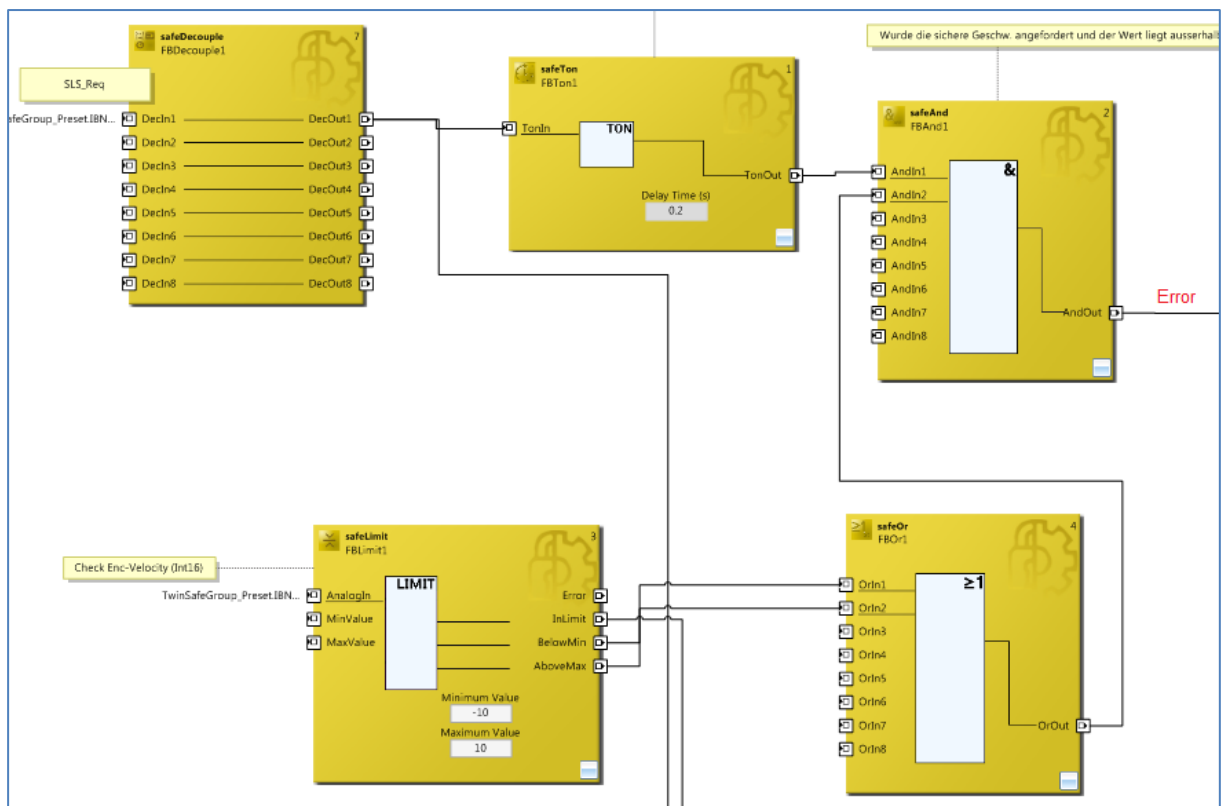 safeDecouple 7
FBDecouple1
SLS_Req
afeGroup_Preset.IBN... DecIn1 DecOut1
DecIn2 DecOut2
DecIn3 DecOut3
DecIn4 DecOut4
DecIn5 DecOut5
DecIn6 DecOut6
DecIn7 DecOut7
DecIn8 DecOut8
safeTon 1
FBTon1
TonIn TON
TonOut
Delay Time (s)
0.2
Wurde die sichere Geschw. angefordert und der Wert liegt ausserhalb
safeAnd 2
FBAnd1
&
AndIn1
AndIn2
AndIn3
AndIn4
AndIn5
AndIn6
AndIn7
AndIn8
AndOut
Error
safeLimit 3
FBLimit1
Check Enc-Velocity (Int16)
LIMIT
TwinSafeGroup_Preset.IBN... AnalogIn Error
MinValue InLimit
MaxValue BelowMin
AboveMax
Minimum Value
-10
Maximum Value
10
≥1 safeOr 4
FBOr1
≥1
OrIn1
OrIn2
OrIn3
OrIn4
OrIn5
OrIn6
OrIn7
OrIn8
OrOut